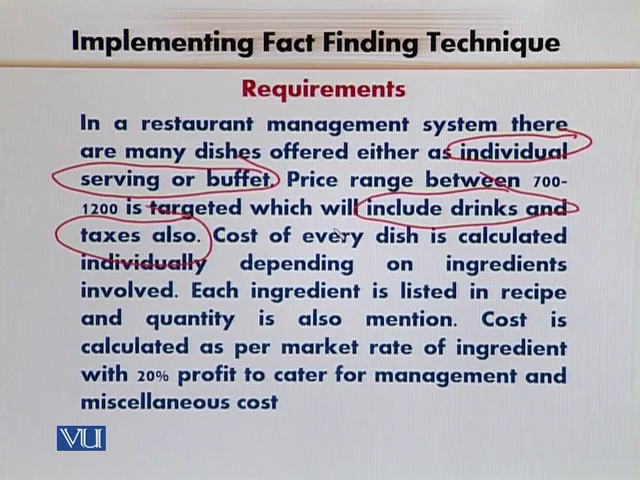 Implementing Fact Finding Technique
Requirements
In a restaurant management system there
are many dishes offered either as individual
serving or buffet. Price range between 700-
1200 is targeted which will include drinks and
taxes also. Cost of every dish is calculated
individually depending on ingredients
involved. Each ingredient is listed in recipe
and quantity is also mention. Cost is
calculated as per market rate of ingredient
with 20% profit to cater for management and
miscellaneous cost
VU